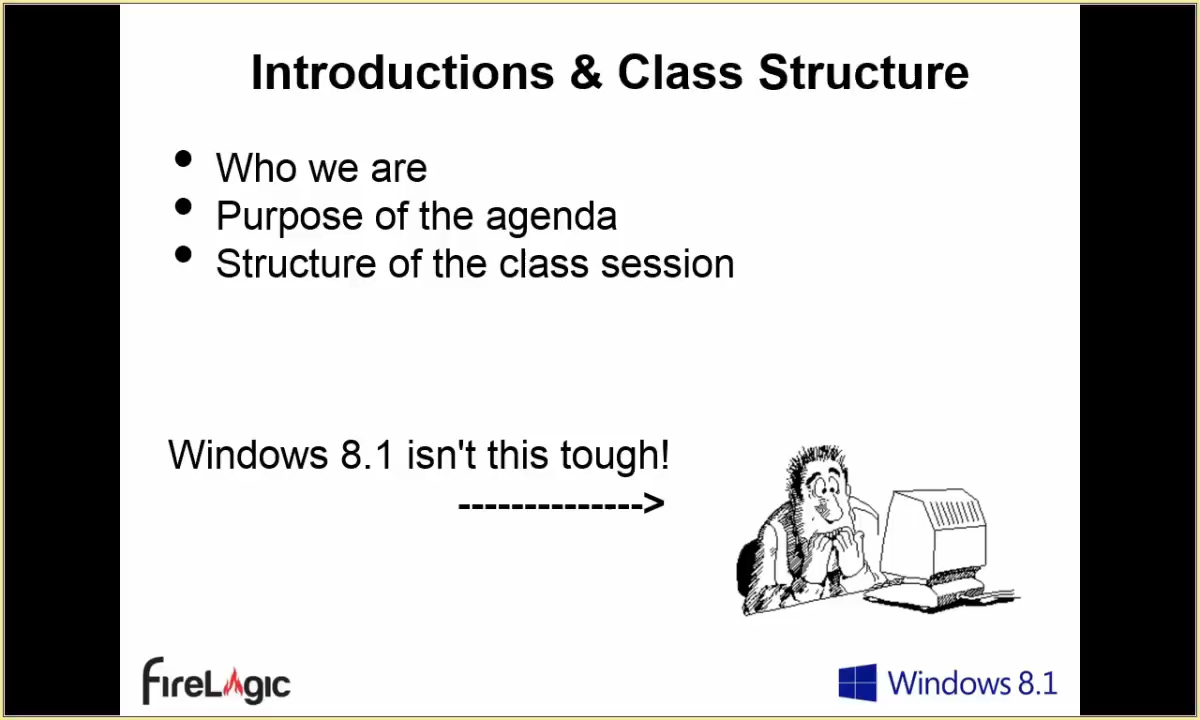 Introductions & Class Structure
• Who we are
• Purpose of the agenda
• Structure of the class session
Windows 8.1 isn't this tough!
-------------->
FireLogic
Windows 8.1